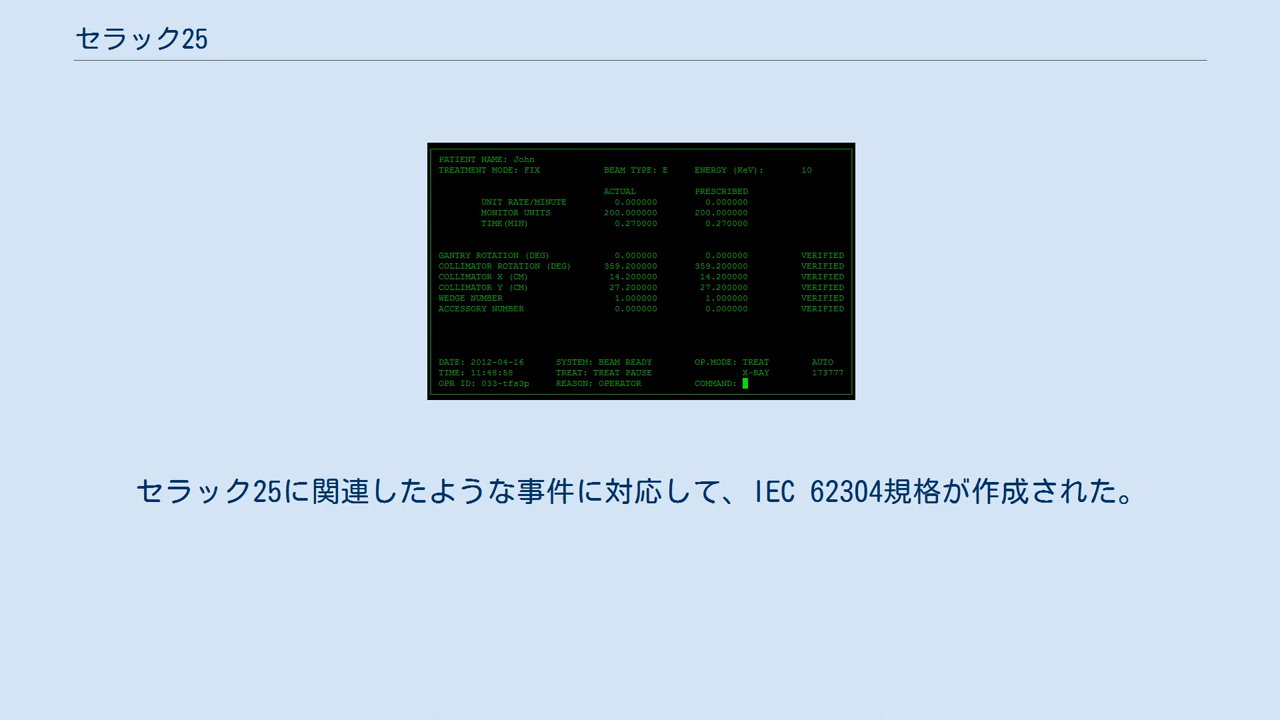 セラック25
PATIENT NAME: John
TREATMENT MODE: FIX BEAM TYPE: E ENERGY (KeV): 10
ACTUAL PRESCRIBED
UNIT RATE/MINUTE 0.000000 0.000000
MONITOR UNITS 200.000000 200.000000
TIME(MIN) 0.270000 0.270000
GANTRY ROTATION (DEG) 0.000000 0.000000 VERIFIED
COLLIMATOR ROTATION (DEG) 359.200000 359.200000 VERIFIED
COLLIMATOR X (CM) 14.200000 14.200000 VERIFIED
COLLIMATOR Y (CM) 27.200000 27.200000 VERIFIED
WEDGE NUMBER 1.000000 1.000000 VERIFIED
ACCESSORY NUMBER 0.000000 0.000000 VERIFIED
DATE: 2012-04-16 SYSTEM: BEAM READY OP.MODE: TREAT AUTO
TIME: 11:48:58 TREAT: TREAT PAUSE X-RAY 173777
OPR ID: 033-tfs3p REASON: OPERATOR COMMAND:
セラック25に関連したような事件に対応して、IEC 62304規格が作成された。